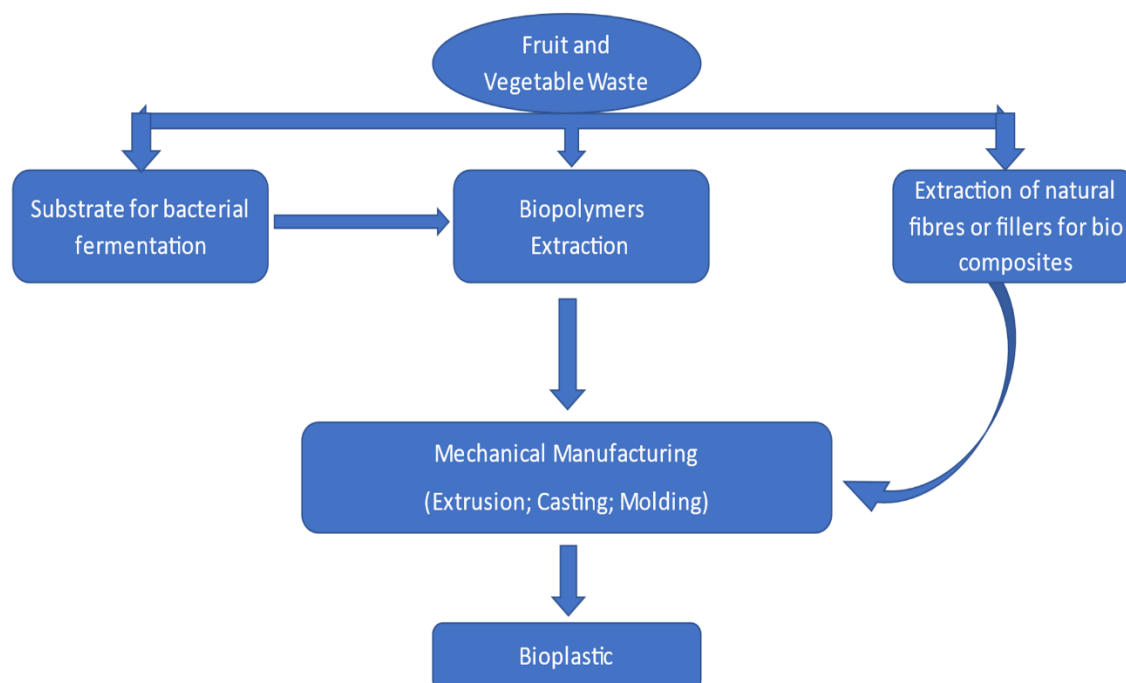 Fruit and
Vegetable Waste
Substrate for bacterial
fermentation
Biopolymers
Extraction
Extraction of natural
fibres or fillers for bio
composites
Mechanical Manufacturing
(Extrusion; Casting; Molding)
Bioplastic